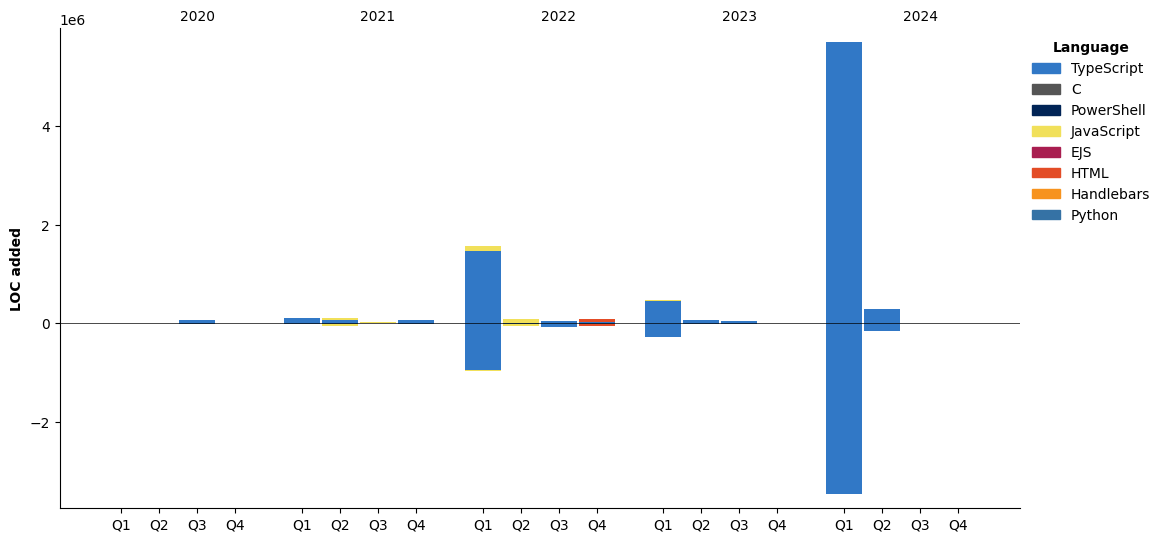 1e6
2020 2021 2022 2023 2024
LOC added
4
2
0
−2
Q1 Q2 Q3 Q4 Q1 Q2 Q3 Q4 Q1 Q2 Q3 Q4 Q1 Q2 Q3 Q4 Q1 Q2 Q3 Q4
Language
TypeScript
C
PowerShell
JavaScript
EJS
HTML
Handlebars
Python